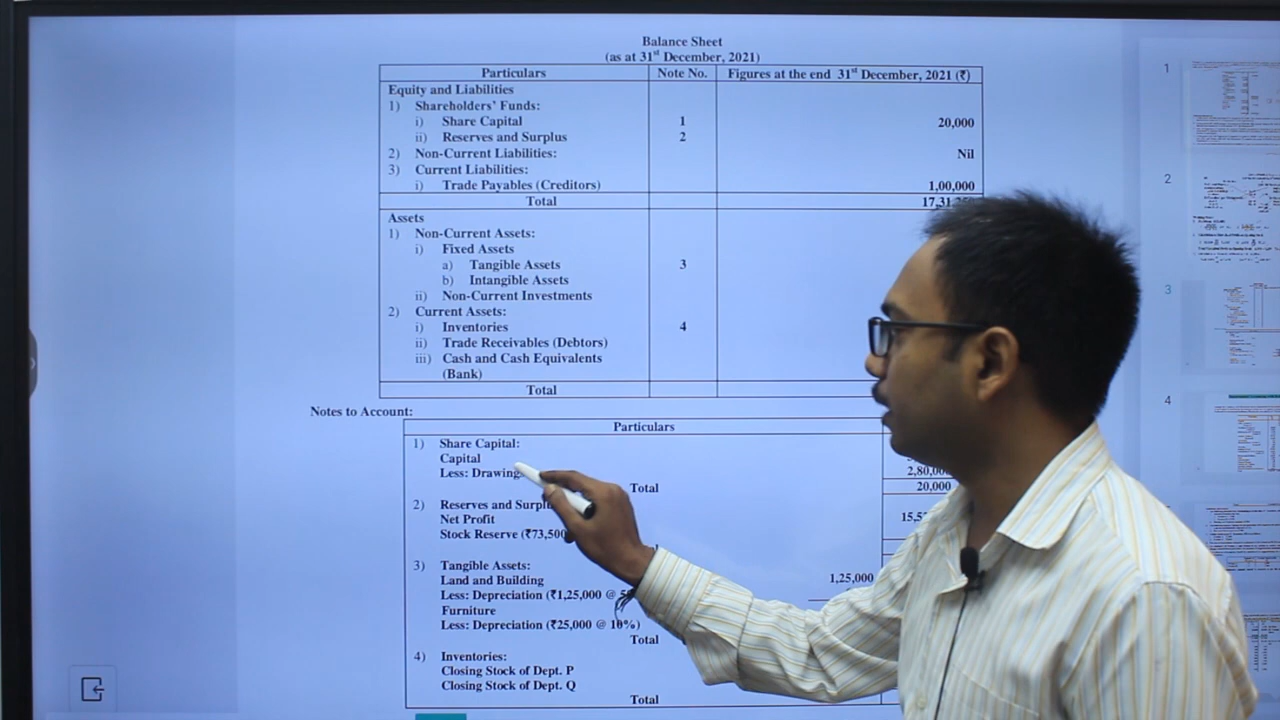 Balance Sheet
(as at 31st December, 2021)
Particulars Note No. Figures at the end 31st December, 2021 (₹)
Equity and Liabilities
1) Shareholders' Funds:
i) Share Capital 1 20,000
ii) Reserves and Surplus 2
2) Non-Current Liabilities: Nil
3) Current Liabilities:
i) Trade Payables (Creditors) 1,00,000
Total
Assets
1) Non-Current Assets:
i) Fixed Assets
a) Tangible Assets 3
b) Intangible Assets
ii) Non-Current Investments
2) Current Assets:
i) Inventories 4
ii) Trade Receivables (Debtors)
iii) Cash and Cash Equivalents
(Bank)
Total
Notes to Account:
Particulars
1) Share Capital:
Capital
Less: Drawings
Total 20,000
2) Reserves and
Net Profit
Stock Reserve
3) Tangible Assets:
Land and Building 1,25,000
Less: Depreciation (₹1,25,000 @
Furniture
Less: Depreciation (₹25,000 @ 10%)
Total
4) Inventories:
Closing Stock of Dept. P
Closing Stock of Dept. Q
Total
1
2
3
4